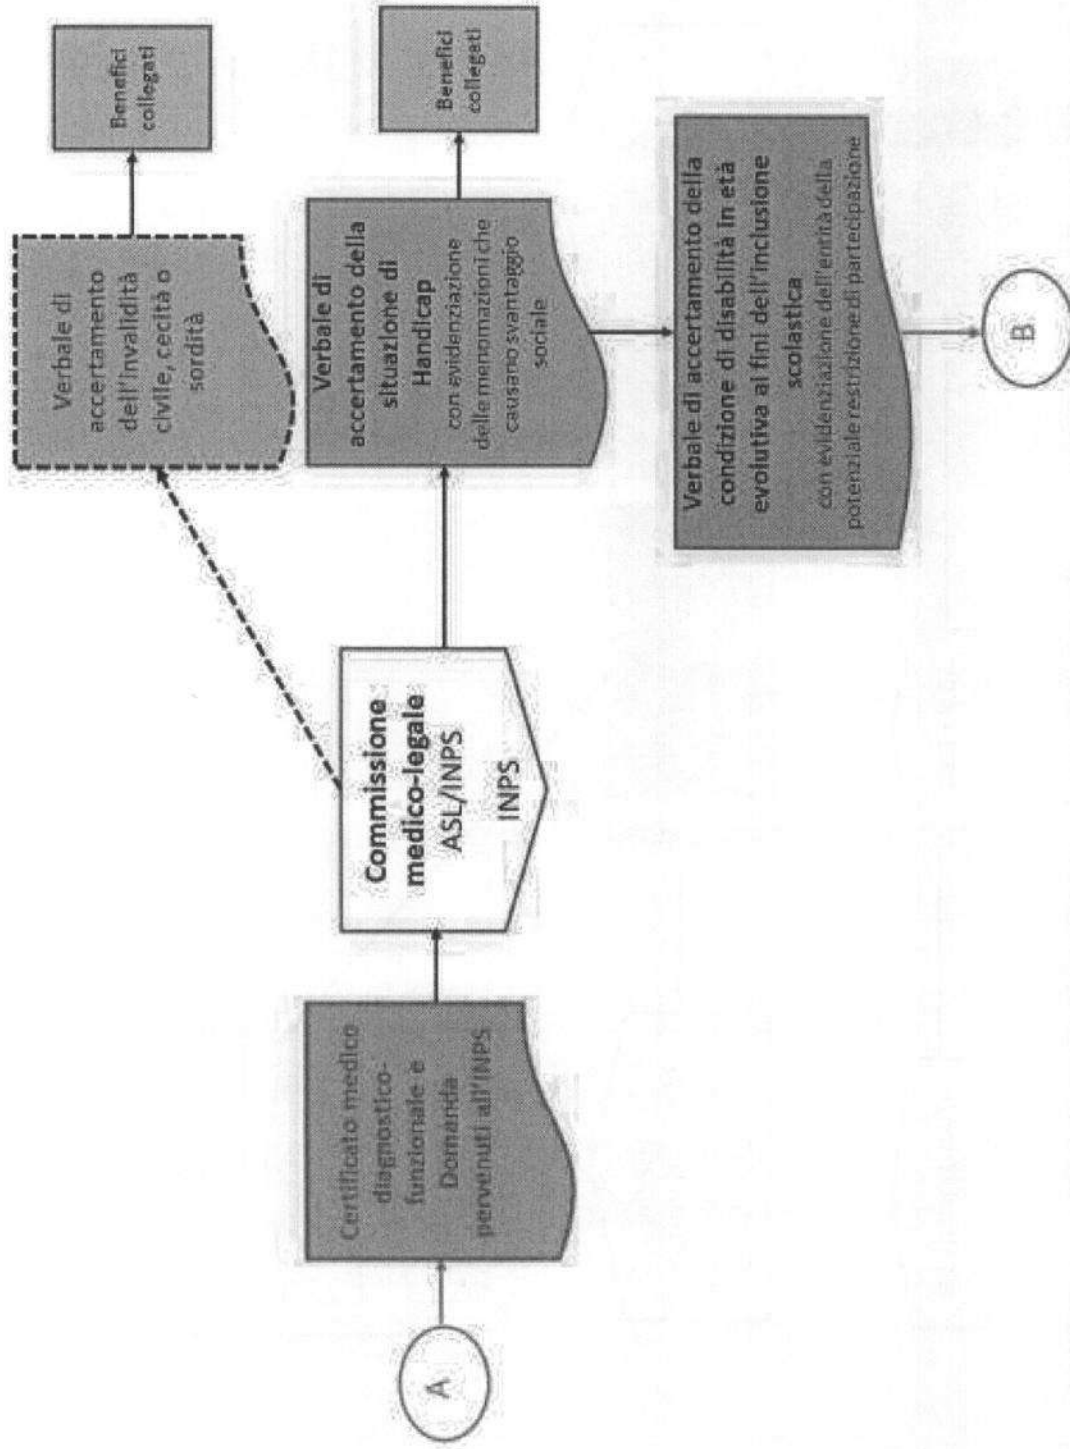 A
Certificato medico
diagnostico-
funzionale e
Domanda
pervenuti all'INPS
Commissione
medico-legale
ASL/INPS
INPS
Verbale di
accertamento
dell'invalidità
civile, cecità o
sordità
Benefici
collegati
Verbale di
accertamento della
situazione di
Handicap
con evidenziazione
delle menomazioni che
causano svantaggio
sociale
Benefici
collegati
Verbale di accertamento della
condizione di disabilità in età
evolutiva ai fini dell'inclusione
scolastica
con evidenziazione dell'entità della
potenziale restrizione di partecipazione
B